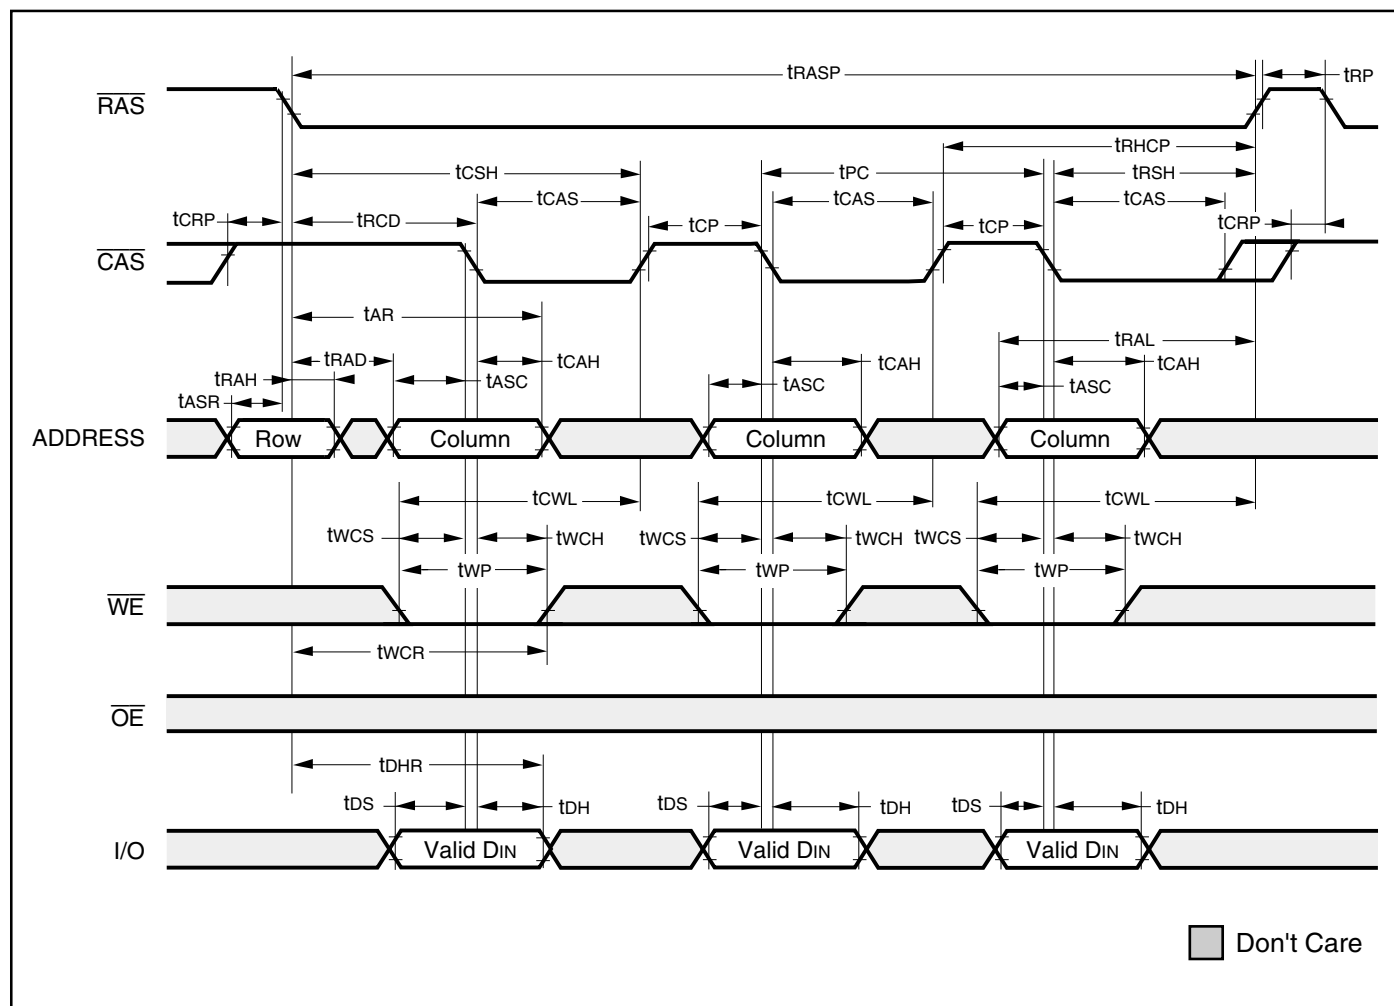 tRASP
tRP
RAS
tRHCP
tCSH
tPC
tRSH
tCAS
tCAS
tCAS
tCRP
tRCD
tCP
tCP
tCRP
CAS
tAR
tRAL
tRAD
tCAH
tCAH
tCAH
tRAH
tASC
tASC
tASC
tASR
ADDRESS
Row
Column
Column
Column
tCWL
tCWL
tCWL
tWCS
tWCH
tWCS
tWCH
tWCS
tWCH
tWP
tWP
tWP
WE
tWCR
OE
tDHR
tDS
tDH
tDS
tDH
tDS
tDH
I/O
Valid DIN
Valid DIN
Valid DIN
Don't Care